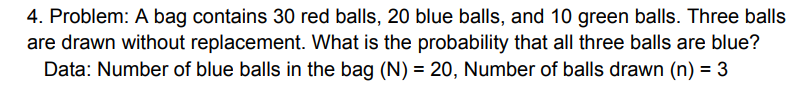 4. Problem: A bag contains 30 red balls, 20 blue balls, and 10 green balls. Three balls
are drawn without replacement. What is the probability that all three balls are blue?
Data: Number of blue balls in the bag (N) = 20, Number of balls drawn (n) = 3